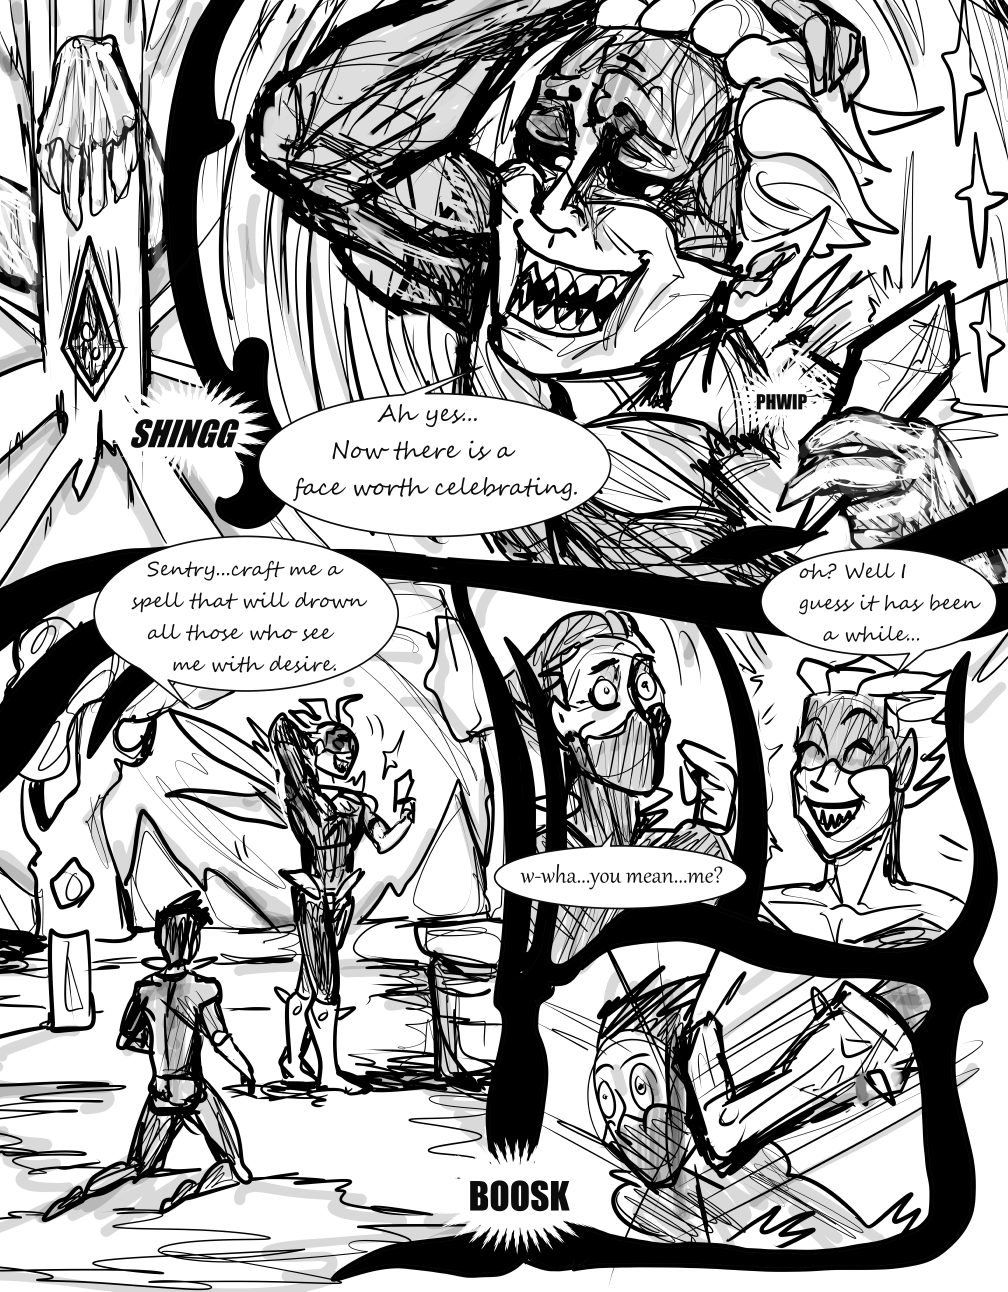 SHINGG
Ah yes...
Now there is a
face worth celebrating.
PHWIP
Sentry...craft me a
spell that will drown
all those who see
me with desire.
w-wha...you mean...me?
oh? Well I
guess it has been
a while...
BOOSK